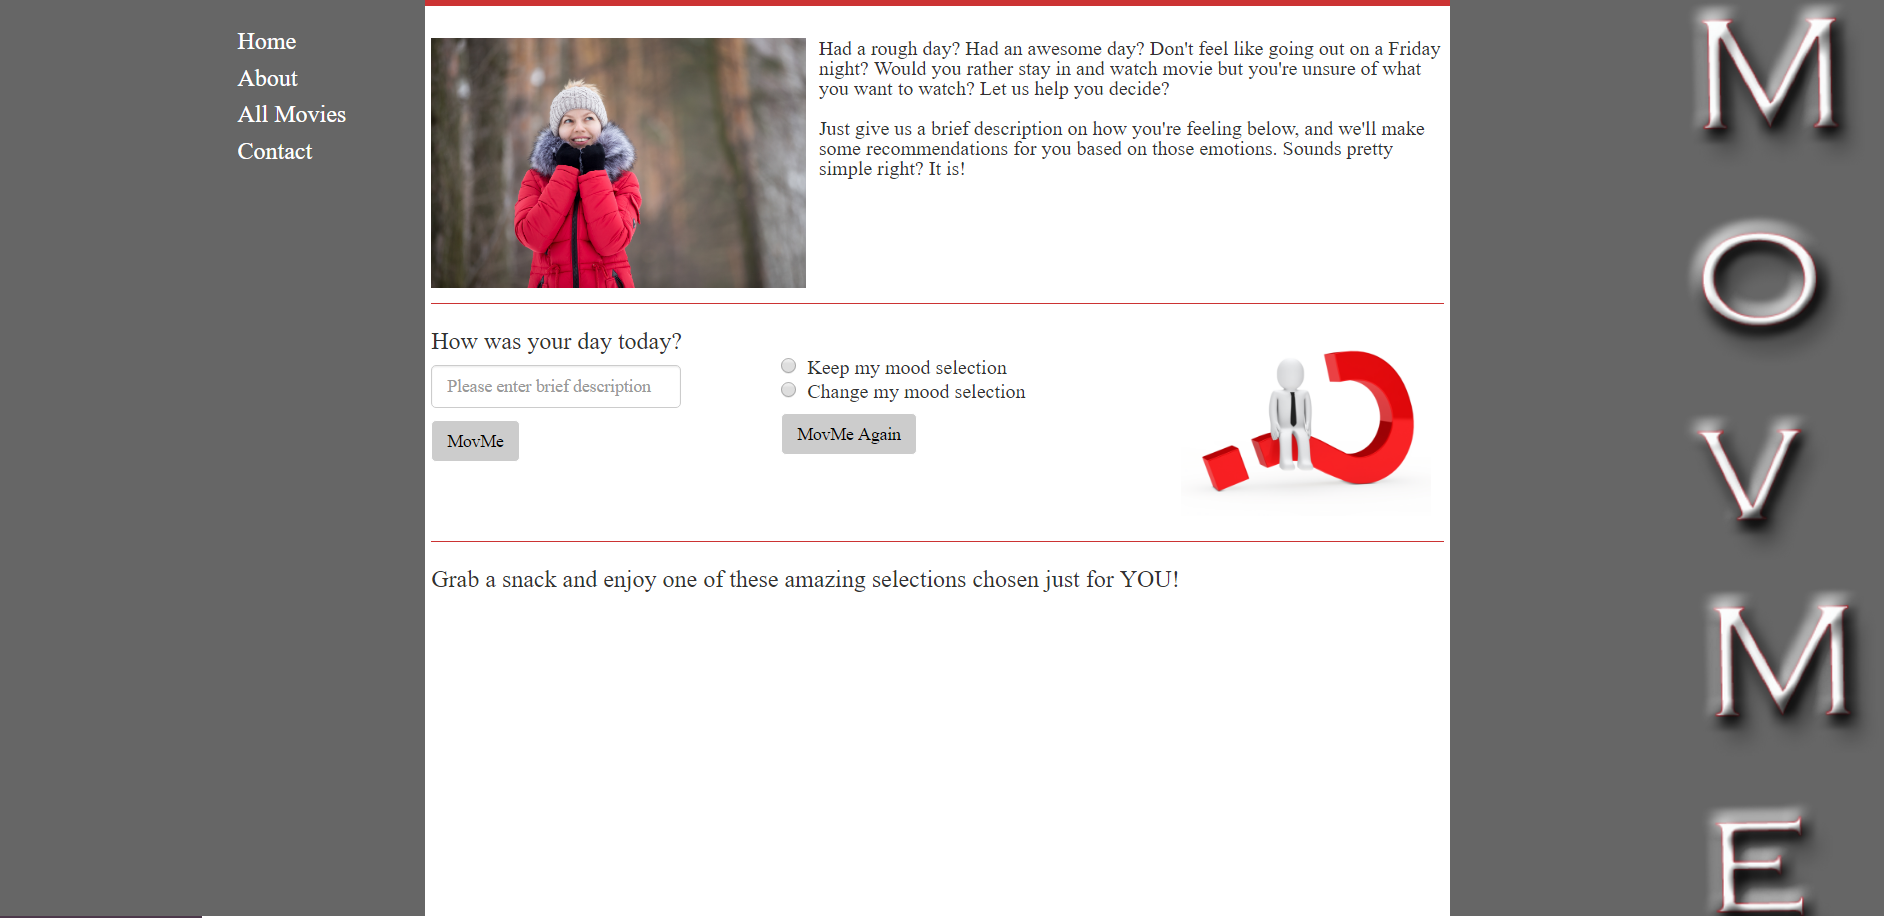 Home
About
All Movies
Contact
Had a rough day? Had an awesome day? Don't feel like going out on a Friday
night? Would you rather stay in and watch movie but you're unsure of what
you want to watch? Let us help you decide?
Just give us a brief description on how you're feeling below, and we'll make
some recommendations for you based on those emotions. Sounds pretty
simple right? It is!
How was your day today?
Please enter brief description
MovMe
Keep my mood selection
Change my mood selection
MovMe Again
Grab a snack and enjoy one of these amazing selections chosen just for YOU!
M
O
V
M
E